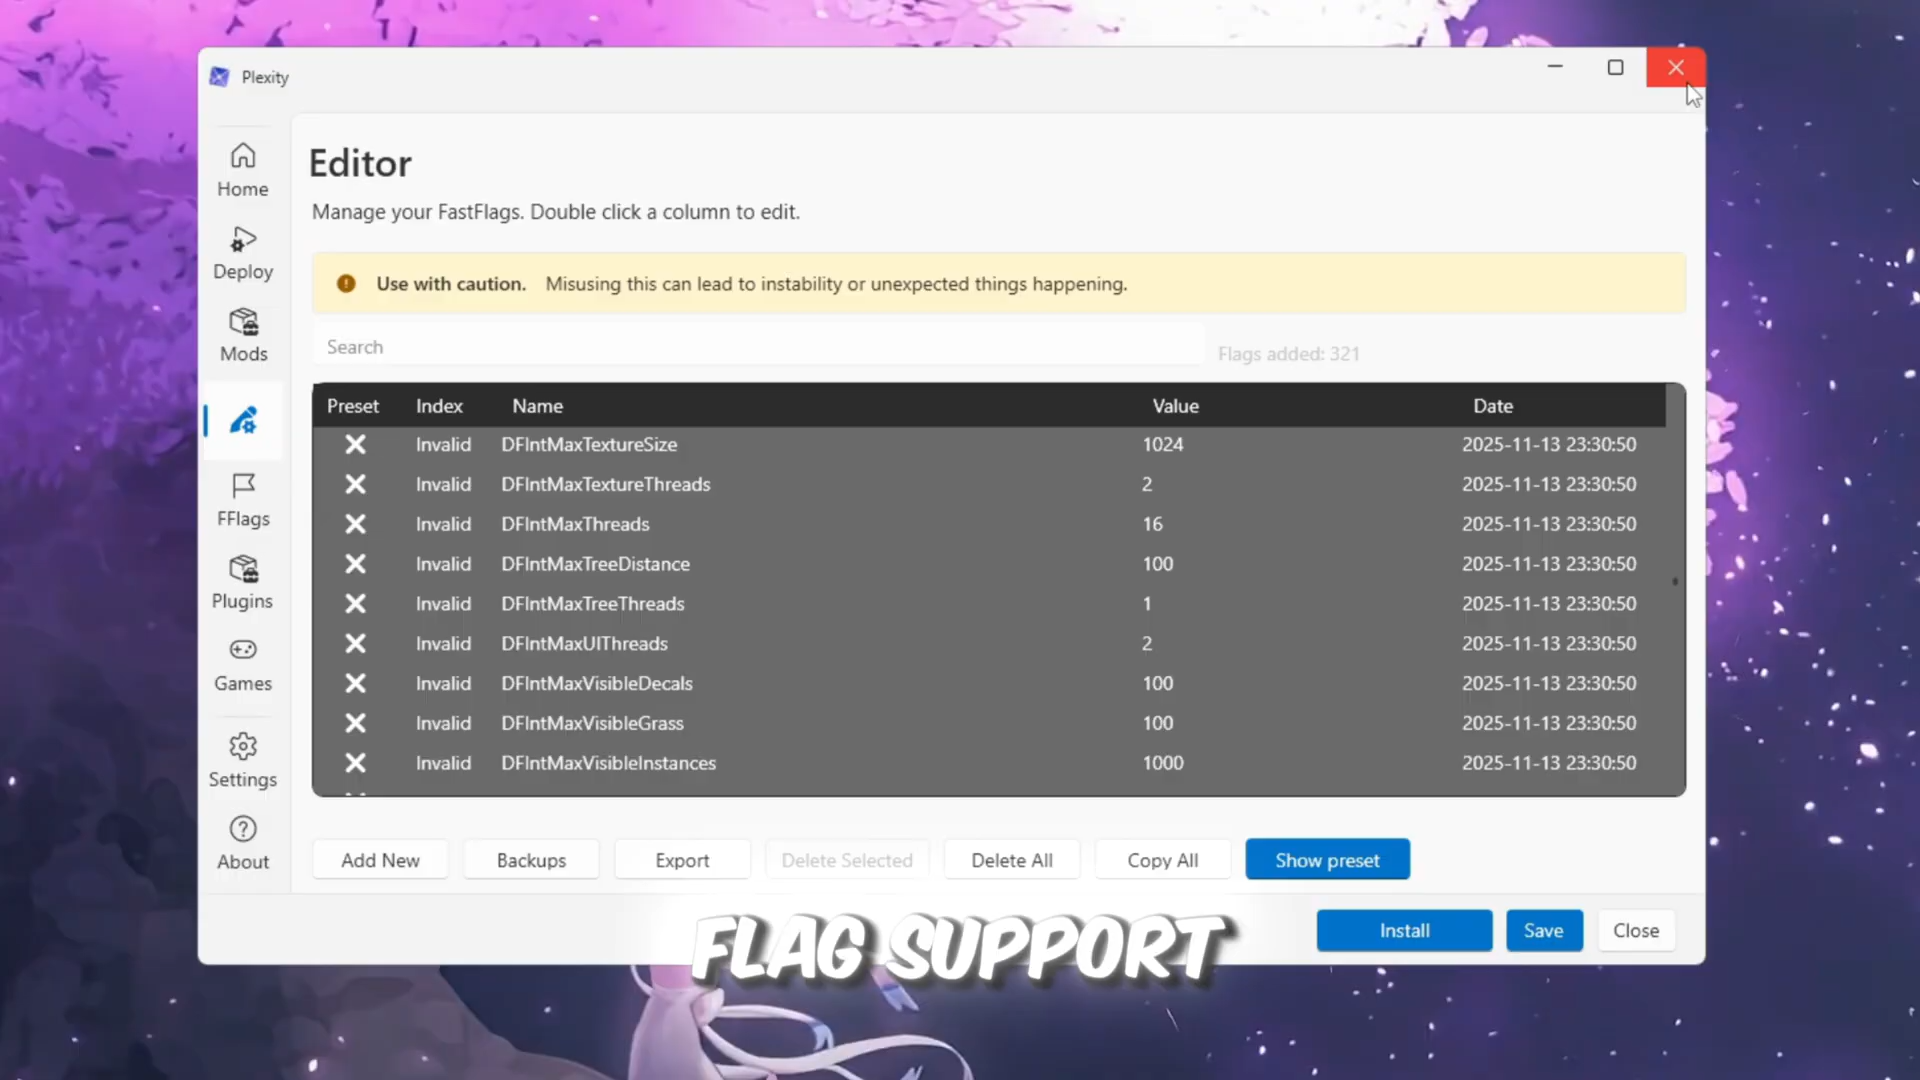 Plexity
Home
Deploy
Mods
FFlags
Plugins
Games
Settings
About
Editor
Manage your FastFlags. Double click a column to edit.
Use with caution. Misusing this can lead to instability or unexpected things happening.
Search
Flags added: 321
Preset Index Name Value Date
Invalid DFIntMaxTextureSize 1024 2025-11-13 23:30:50
Invalid DFIntMaxTextureThreads 2 2025-11-13 23:30:50
Invalid DFIntMaxThreads 16 2025-11-13 23:30:50
Invalid DFIntMaxTreeDistance 100 2025-11-13 23:30:50
Invalid DFIntMaxTreeThreads 1 2025-11-13 23:30:50
Invalid DFIntMaxUIThreads 2 2025-11-13 23:30:50
Invalid DFIntMaxVisibleDecals 100 2025-11-13 23:30:50
Invalid DFIntMaxVisibleGrass 100 2025-11-13 23:30:50
Invalid DFIntMaxVisibleInstances 1000 2025-11-13 23:30:50
Add New Backups Export Delete Selected Delete All Copy All Show preset
FLAG SUPPORT
Install Save Close